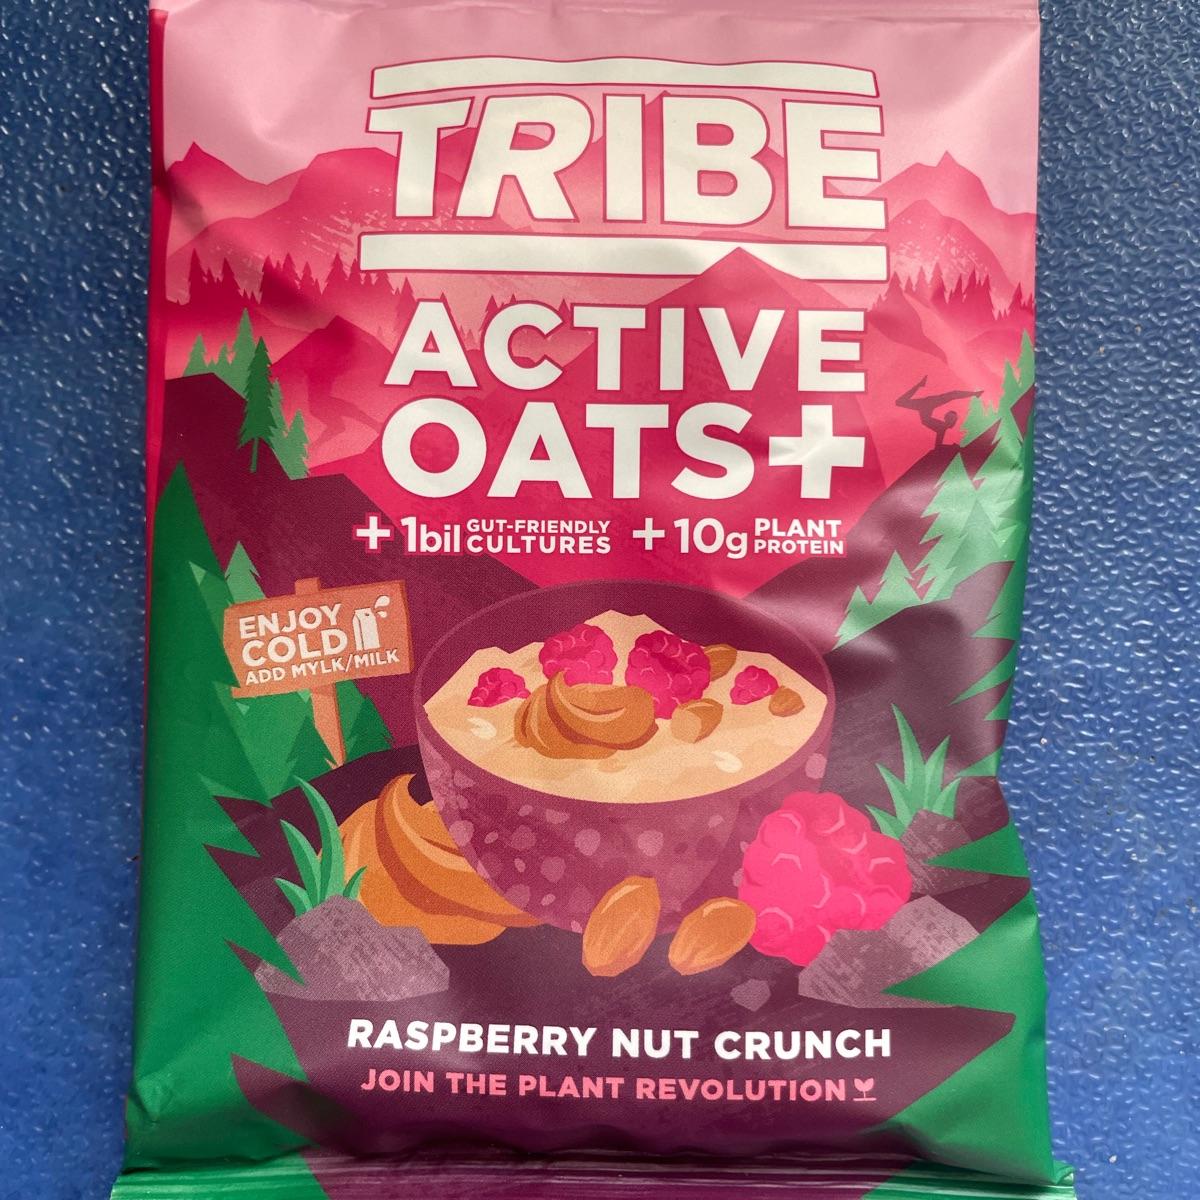 TRIBE
ACTIVE
OATS+
+ 1bil GUT-FRIENDLY CULTURES + 10g PLANT PROTEIN
ENJOY
COLD
ADD MYLK/MILK
RASPBERRY NUT CRUNCH
JOIN THE PLANT REVOLUTION